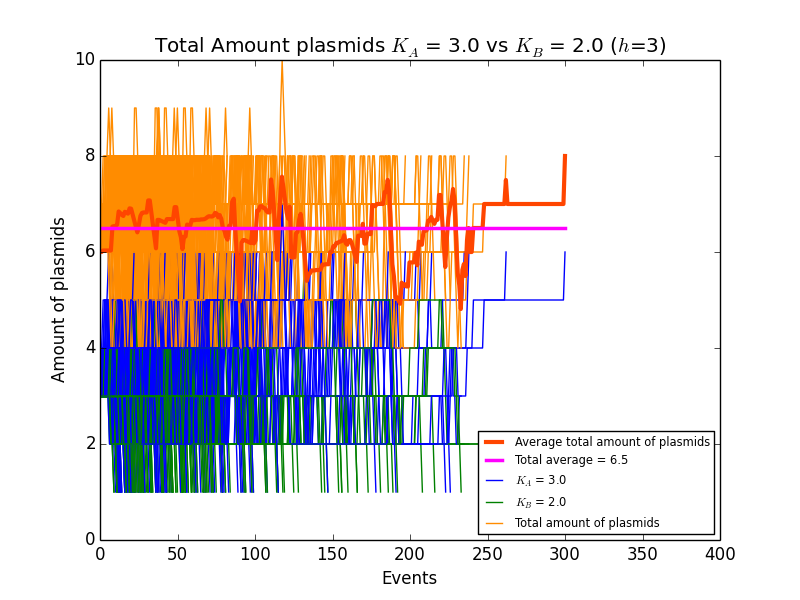 Total Amount plasmids K_A = 3.0 vs K_B = 2.0 (h=3)
10
8
6
4
2
0
Amount of plasmids
Average total amount of plasmids
Total average = 6.5
K_A = 3.0
K_B = 2.0
Total amount of plasmids
0 50 100 150 200 250 300 350 400
Events